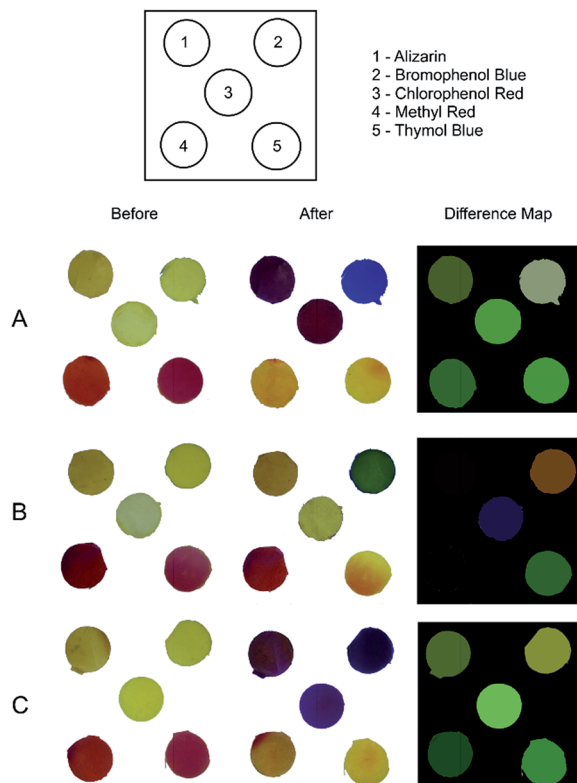 1
2
3
4
5
1 - Alizarin
2 - Bromophenol Blue
3 - Chlorophenol Red
4 - Methyl Red
5 - Thymol Blue
Before After Difference Map
A
B
C